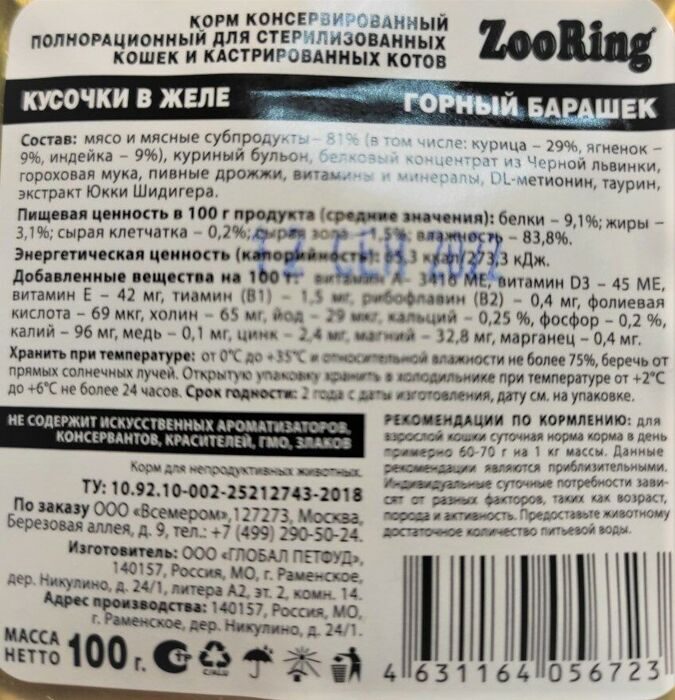 КОРМ КОНСЕРВИРОВАННЫЙ
ПОЛНОРАЦИОННЫЙ ДЛЯ СТЕРИЛИЗОВАННЫХ
КОШЕК И КАСТРИРОВАННЫХ КОТОВ
ZooRing
КУСОЧКИ В ЖЕЛЕ
ГОРНЫЙ БАРАШЕК
Состав: мясо и мясные субпродукты – 81% (в том числе: курица – 29%, ягненок –
9%, индейка – 9%), куриный бульон, белковый концентрат из Черной львинки,
гороховая мука, пивные дрожжи, витамины и минералы, DL-метионин, таурин,
экстракт Юкки Шидигера.
Пищевая ценность в 100 г продукта (средние значения): белки – 9,1%; жиры –
3,1%; сырая клетчатка – 0,2%; сырая зола – 1,5%; влажность – 83,8%.
Энергетическая ценность (калорийность): 65,3 ккал/273,3 кДж.
12 СЕН 2022
Добавленные вещества на 100 г: витамин А – 3416 МЕ, витамин D3 – 45 МЕ,
витамин Е – 42 мг, тиамин (В1) – 1,5 мг, рибофлавин (В2) – 0,4 мг, фолиевая
кислота – 69 мкг, холин – 65 мг, йод – 29 мкг, кальций – 0,25 %, фосфор – 0,2 %,
калий – 96 мг, медь – 0,1 мг, цинк – 2,4 мг, магний – 32,8 мг, марганец – 0,4 мг.
Хранить при температуре: от 0°С до +35°С и относительной влажности не более 75%, беречь от
прямых солнечных лучей. Открытую упаковку хранить в холодильнике при температуре от +2°С
до +6°С не более 24 часов. Срок годности: 2 года с даты изготовления, дату см. на упаковке.
НЕ СОДЕРЖИТ ИСКУССТВЕННЫХ АРОМАТИЗАТОРОВ,
КОНСЕРВАНТОВ, КРАСИТЕЛЕЙ, ГМО, ЗЛАКОВ
Корм для непродуктивных животных.
ТУ: 10.92.10-002-25212743-2018
По заказу ООО «Всемером»,127273, Москва,
Березовая аллея, д. 9, тел.: +7 (499) 290-50-24.
Изготовитель: ООО «ГЛОБАЛ ПЕТФУД»,
140157, Россия, МО, г. Раменское,
дер. Никулино, д. 24/1, литера А2, эт. 2, комн. 14.
Адрес производства: 140157, Россия, МО,
г. Раменское, дер. Никулино, д. 24/1.
РЕКОМЕНДАЦИИ ПО КОРМЛЕНИЮ: для
взрослой кошки суточная норма корма в день
примерно 60-70 г на 1 кг массы. Данные
рекомендации являются приблизительными.
Индивидуальные суточные потребности зави-
сят от разных факторов, таких как возраст,
порода и активность. Предоставьте животному
достаточное количество питьевой воды.
МАССА
НЕТТО 100 г.
СТР
C/ALU
4 631164 056723